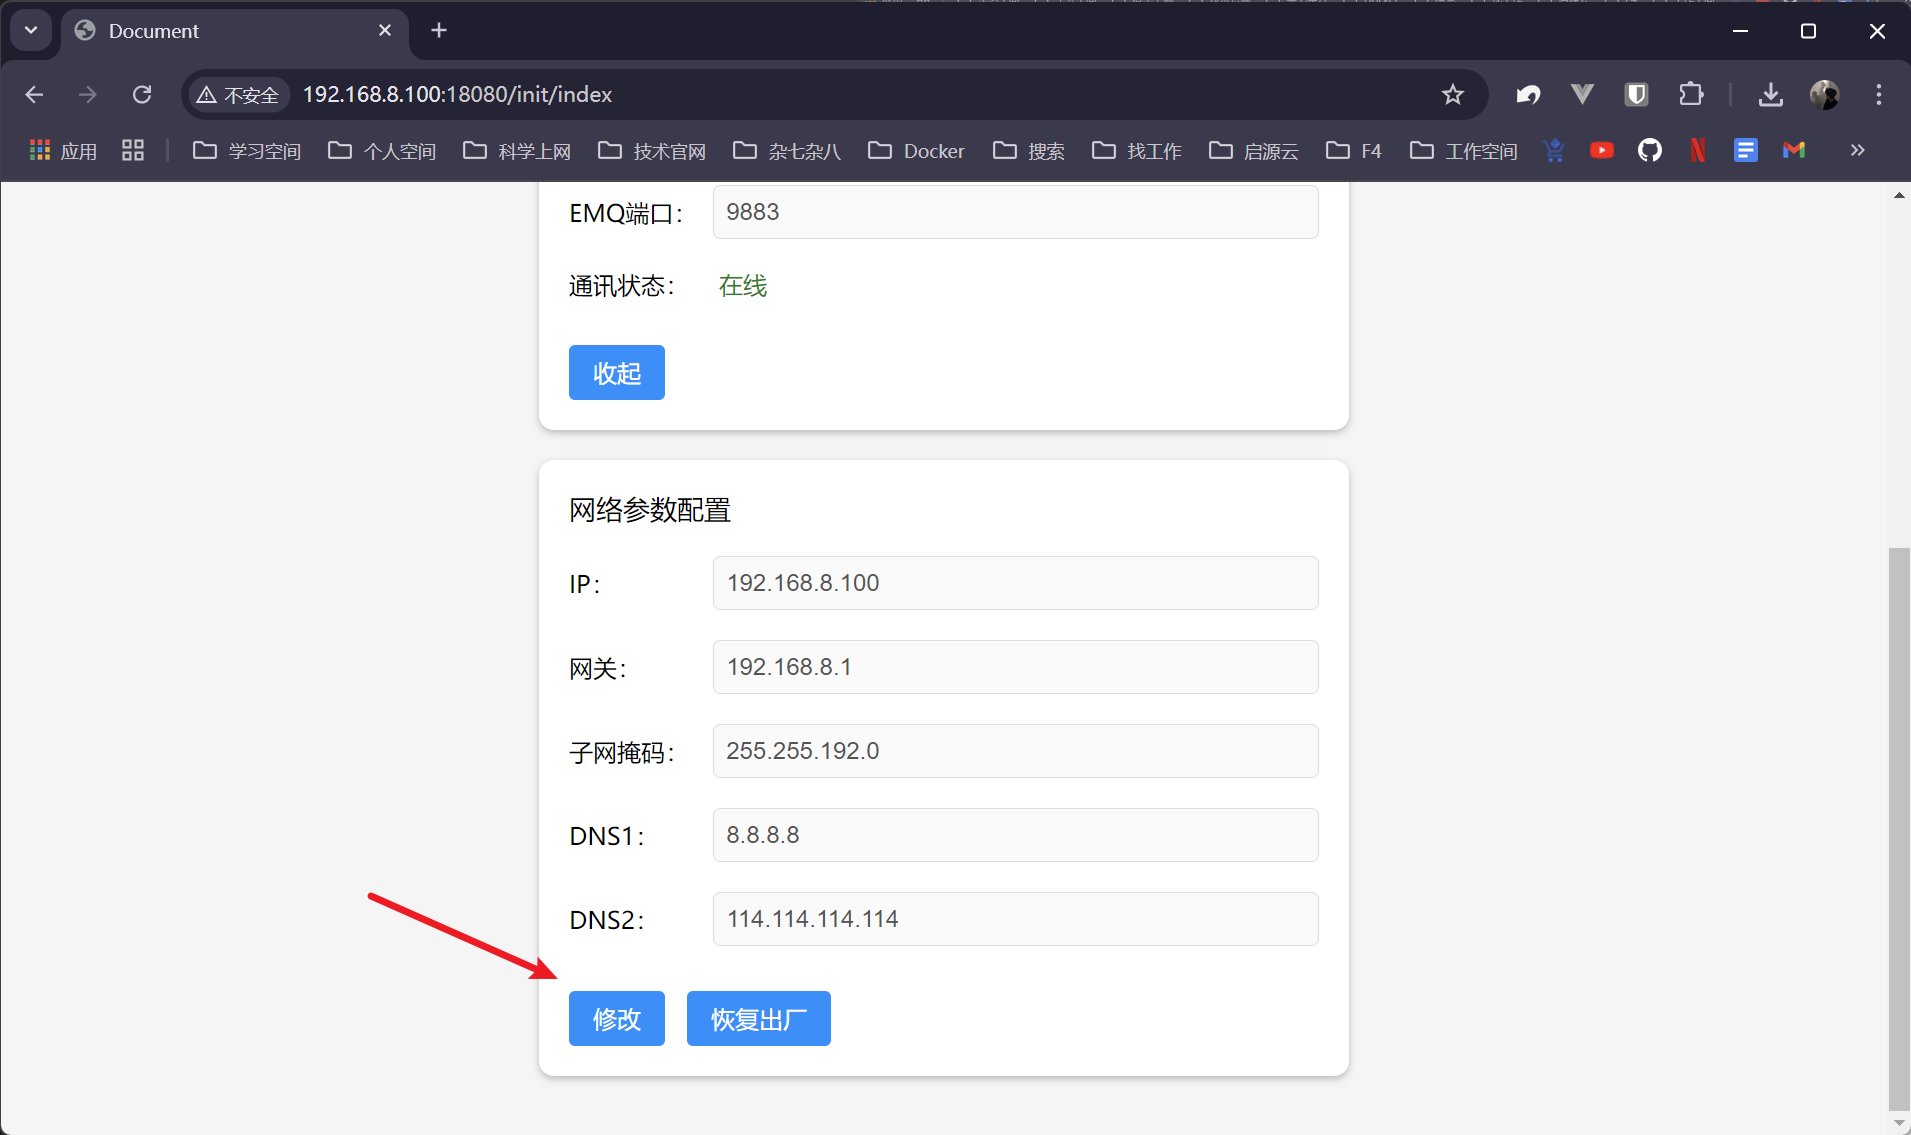 Document
不安全
192.168.8.100:18080/init/index
应用
学习空间
个人空间
科学上网
技术官网
杂七杂八
Docker
搜索
找工作
启源云
F4
工作空间
EMQ端口：
9883
通讯状态：
在线
收起
网络参数配置
IP：
192.168.8.100
网关：
192.168.8.1
子网掩码：
255.255.192.0
DNS1：
8.8.8.8
DNS2：
114.114.114.114
修改
恢复出厂